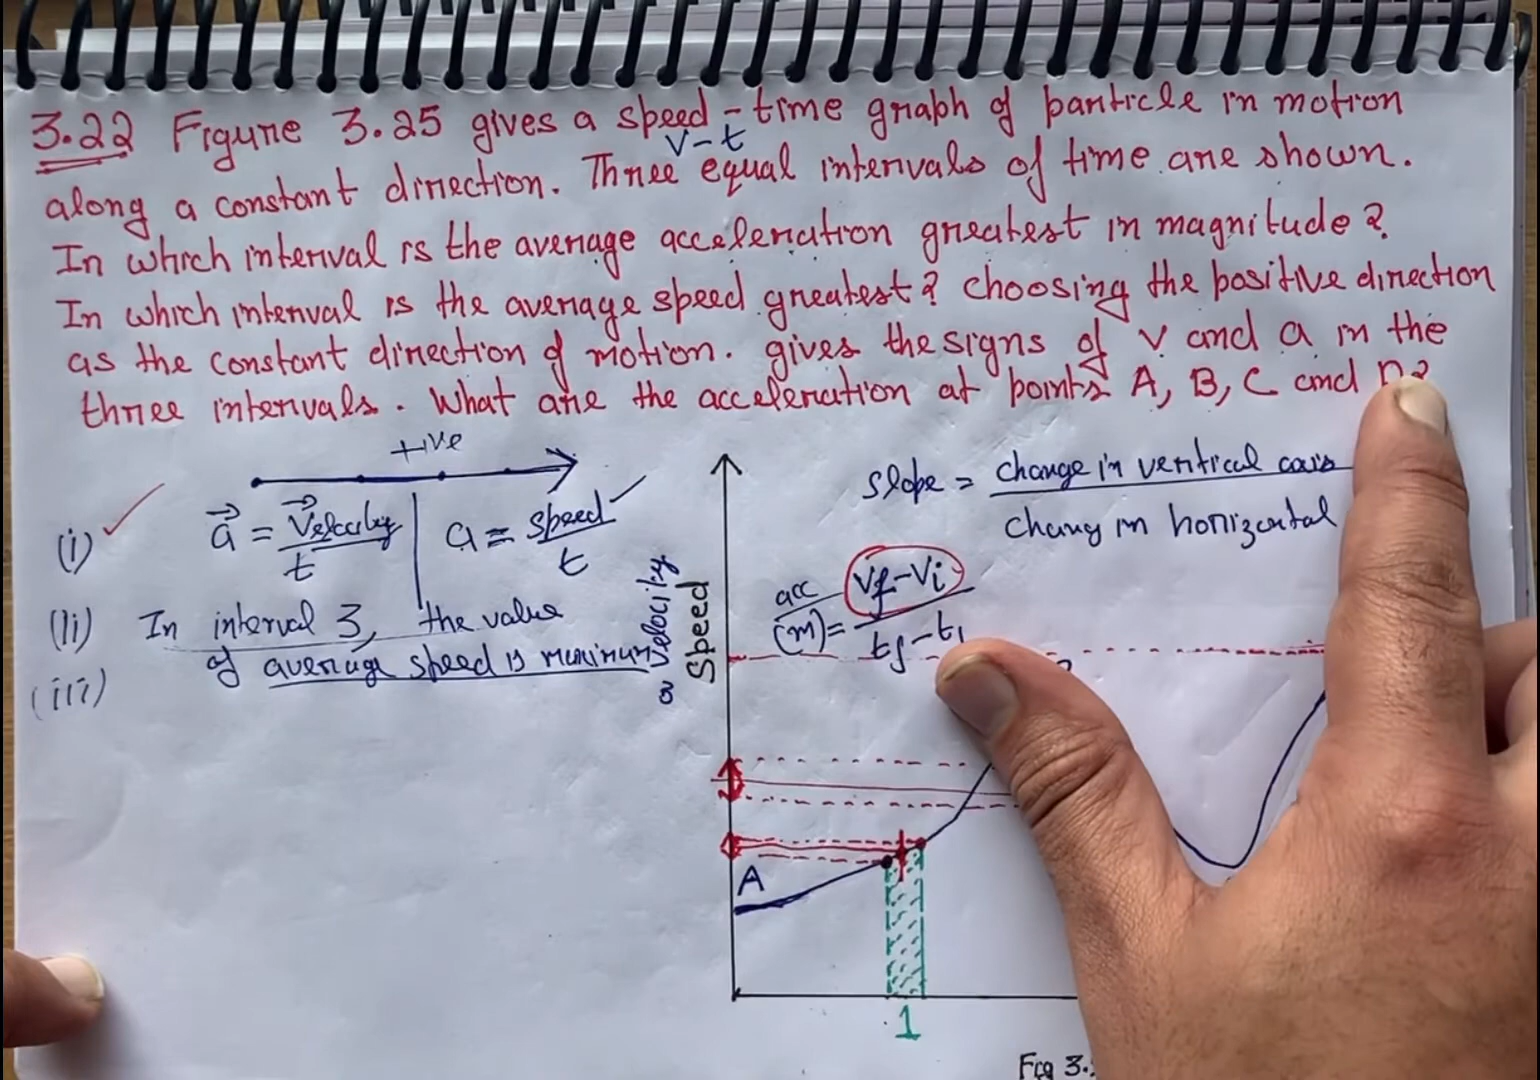 3.22 Figure 3.25 gives a speed-time graph of particle in motion
v-t
along a constant direction. Three equal intervals of time are shown.
In which interval is the average acceleration greatest in magnitude?
In which interval is the average speed greatest? choosing the positive direction
as the constant direction of motion. gives the signs of v and a in the
three intervals. What are the acceleration at points A, B, C and D?
+ive
(i) a = Velocity / t
a = speed / t
slope = change in vertical axis
chang in horizontal
(ii) In interval 3, the value
of average speed is
(iii)
Speed
velocity
acc (m) = Vf-Vi
tf-ti
A
1
Fig 3.